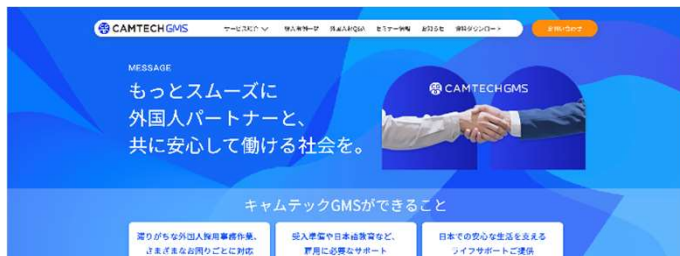 CAMTECH GMS
サービス紹介
導入事例一覧
外国人材Q&A
セミナー情報
お知らせ
資料ダウンロード
お問い合わせ
MESSAGE
もっとスムーズに
外国人パートナーと、
共に安心して働ける社会を。
CAMTECHGMS
キャムテックGMSができること
滞りがちな外国人採用事務作業、
さまざまなお困りごとに対応
受入準備や日本語教育など、
雇用に必要なサポート
日本での安心な生活を支える
ライフサポートご提供